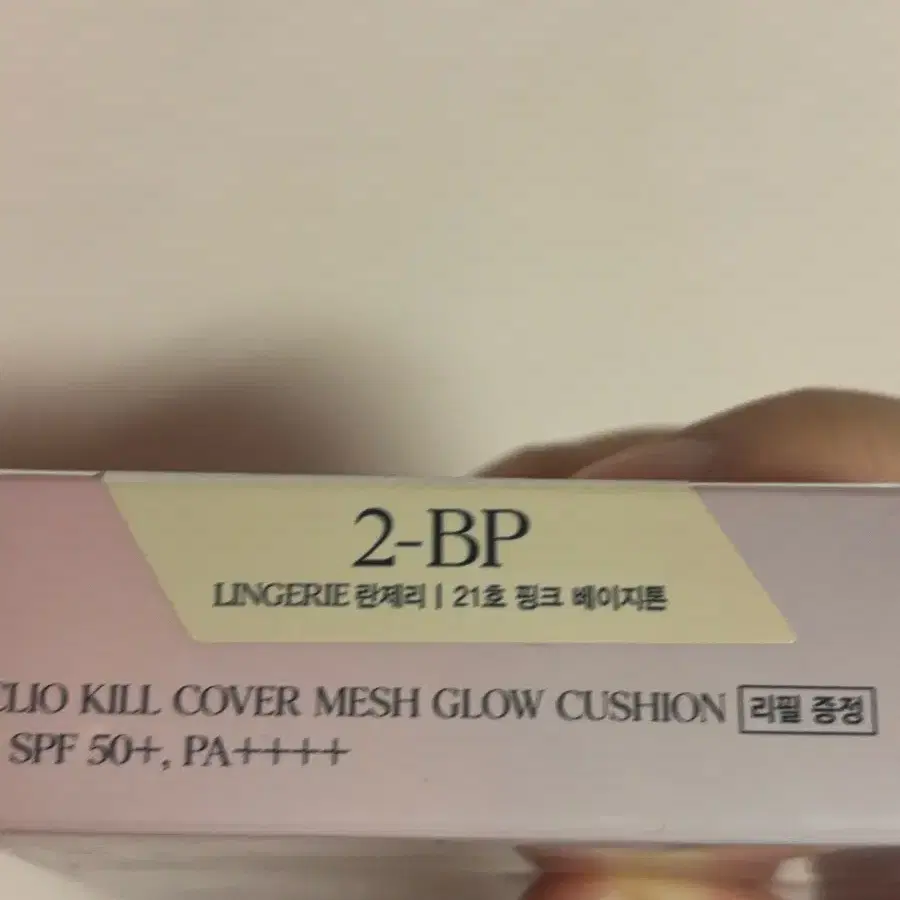 2-BP
LINGERIE 란제리 | 21호 핑크 베이지톤
CLIO KILL COVER MESH GLOW CUSHION 리필 증정
SPF 50+, PA++++